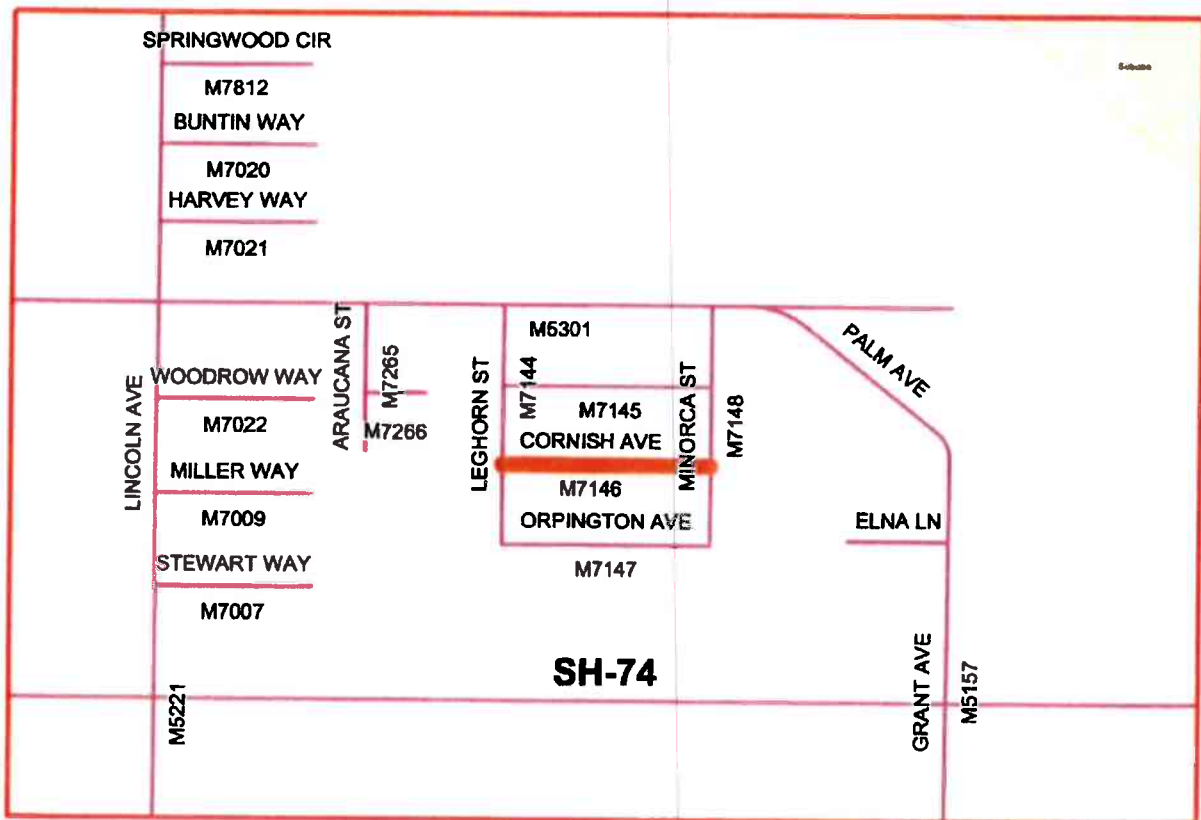 SPRINGWOOD CIR
M7812
BUNTIN WAY
M7020
HARVEY WAY
M7021
LINCOLN AVE
WOODROW WAY
M7022
MILLER WAY
M7009
STEWART WAY
M7007
M5221
ARAUCANA ST
M7265
M7266
LEGHORN ST
M7144
M5301
M7145
CORNISH AVE
M7146
ORPINGTON AVE
M7147
MINORCA ST
M7148
PALM AVE
ELNA LN
GRANT AVE
M5157
SH-74